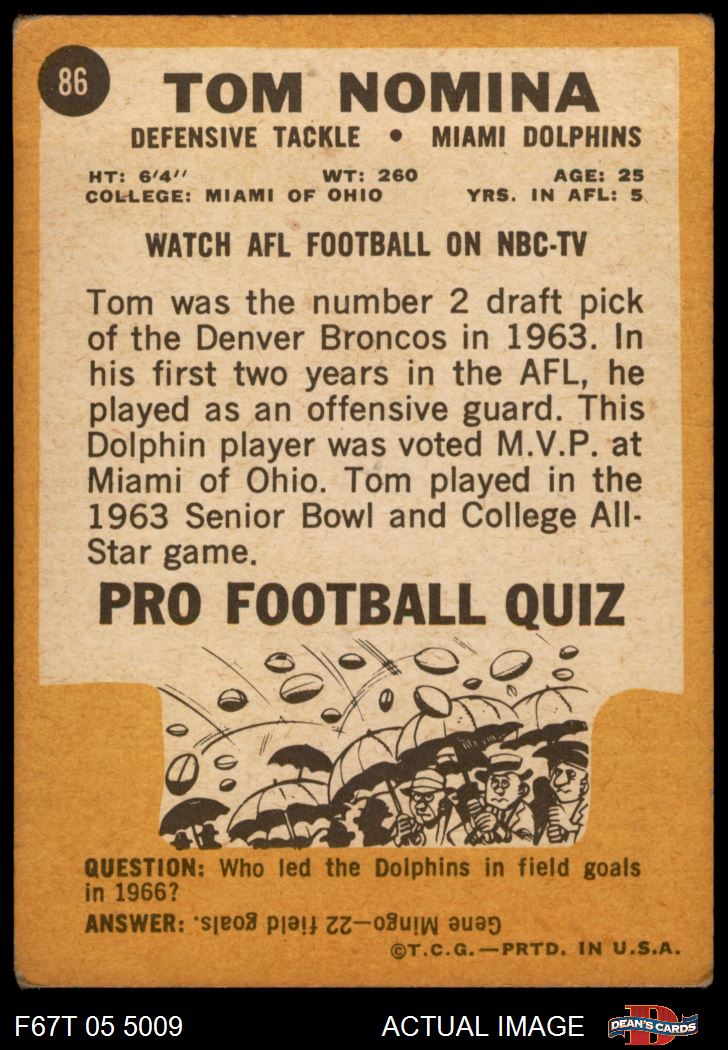 86
TOM NOMINA
DEFENSIVE TACKLE • MIAMI DOLPHINS
HT: 6'4" WT: 260 AGE: 25
COLLEGE: MIAMI OF OHIO YRS. IN AFL: 5
WATCH AFL FOOTBALL ON NBC-TV
Tom was the number 2 draft pick
of the Denver Broncos in 1963. In
his first two years in the AFL, he
played as an offensive guard. This
Dolphin player was voted M.V.P. at
Miami of Ohio. Tom played in the
1963 Senior Bowl and College All-
Star game.
PRO FOOTBALL QUIZ
QUESTION: Who led the Dolphins in field goals
in 1966?
ANSWER: Gene Mingo—22 field goals.
©T.C.G.—PRTD. IN U.S.A.
F67T 05 5009 ACTUAL IMAGE DEAN'S CARDS